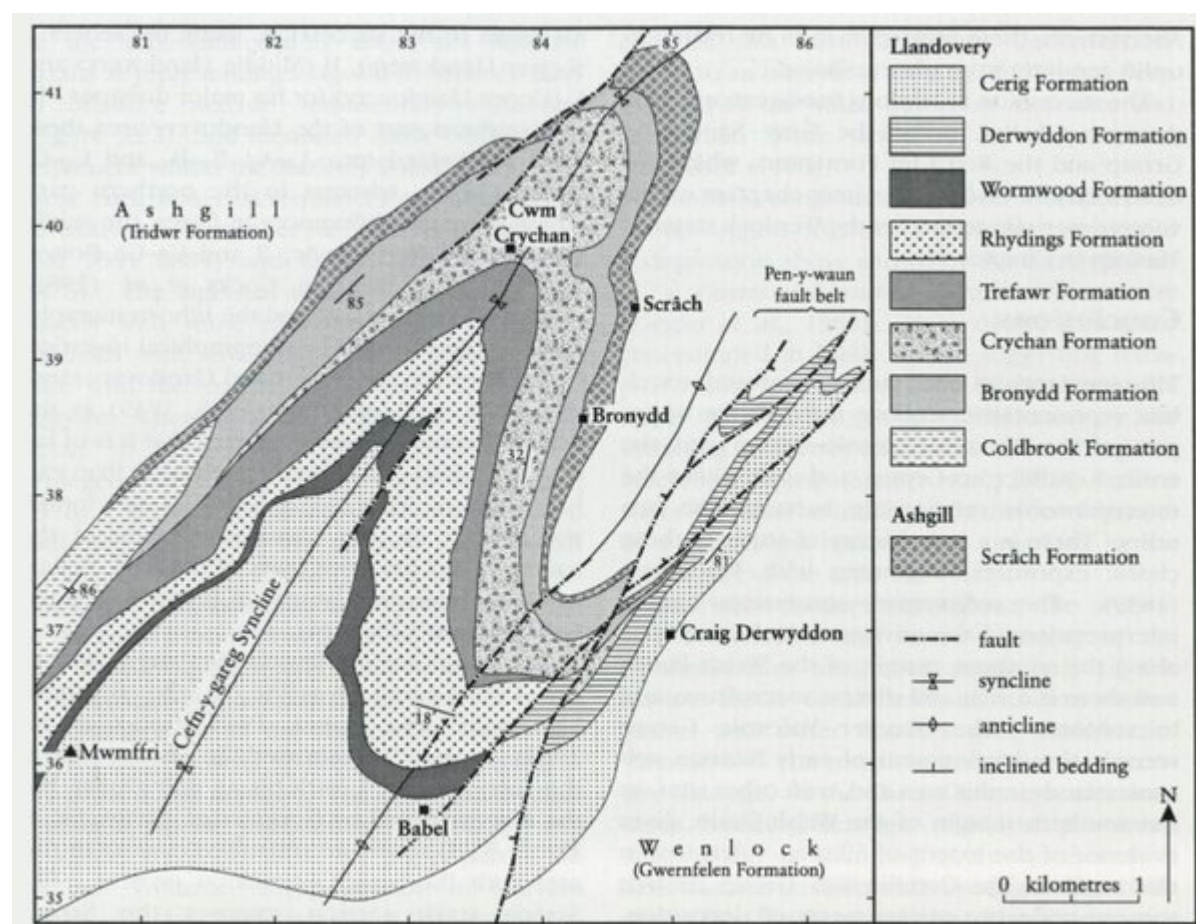 81
82
83
84
85
86
41
40
39
38
37
36
35
A s h g i l l
(Tridwr Formation)
Cwm
Crychan
85
Scrâch
Pen-y-waun
fault belt
Bronydd
32
86
81
Craig Derwyddon
Cefn-y-gareg Syncline
Mwmffri
18
Babel
W e n l o c k
(Gwernfelen Formation)
Llandovery
Cerig Formation
Derwyddon Formation
Wormwood Formation
Rhydings Formation
Trefawr Formation
Crychan Formation
Bronydd Formation
Coldbrook Formation
Ashgill
Scrâch Formation
fault
syncline
anticline
inclined bedding
N
0 kilometres 1